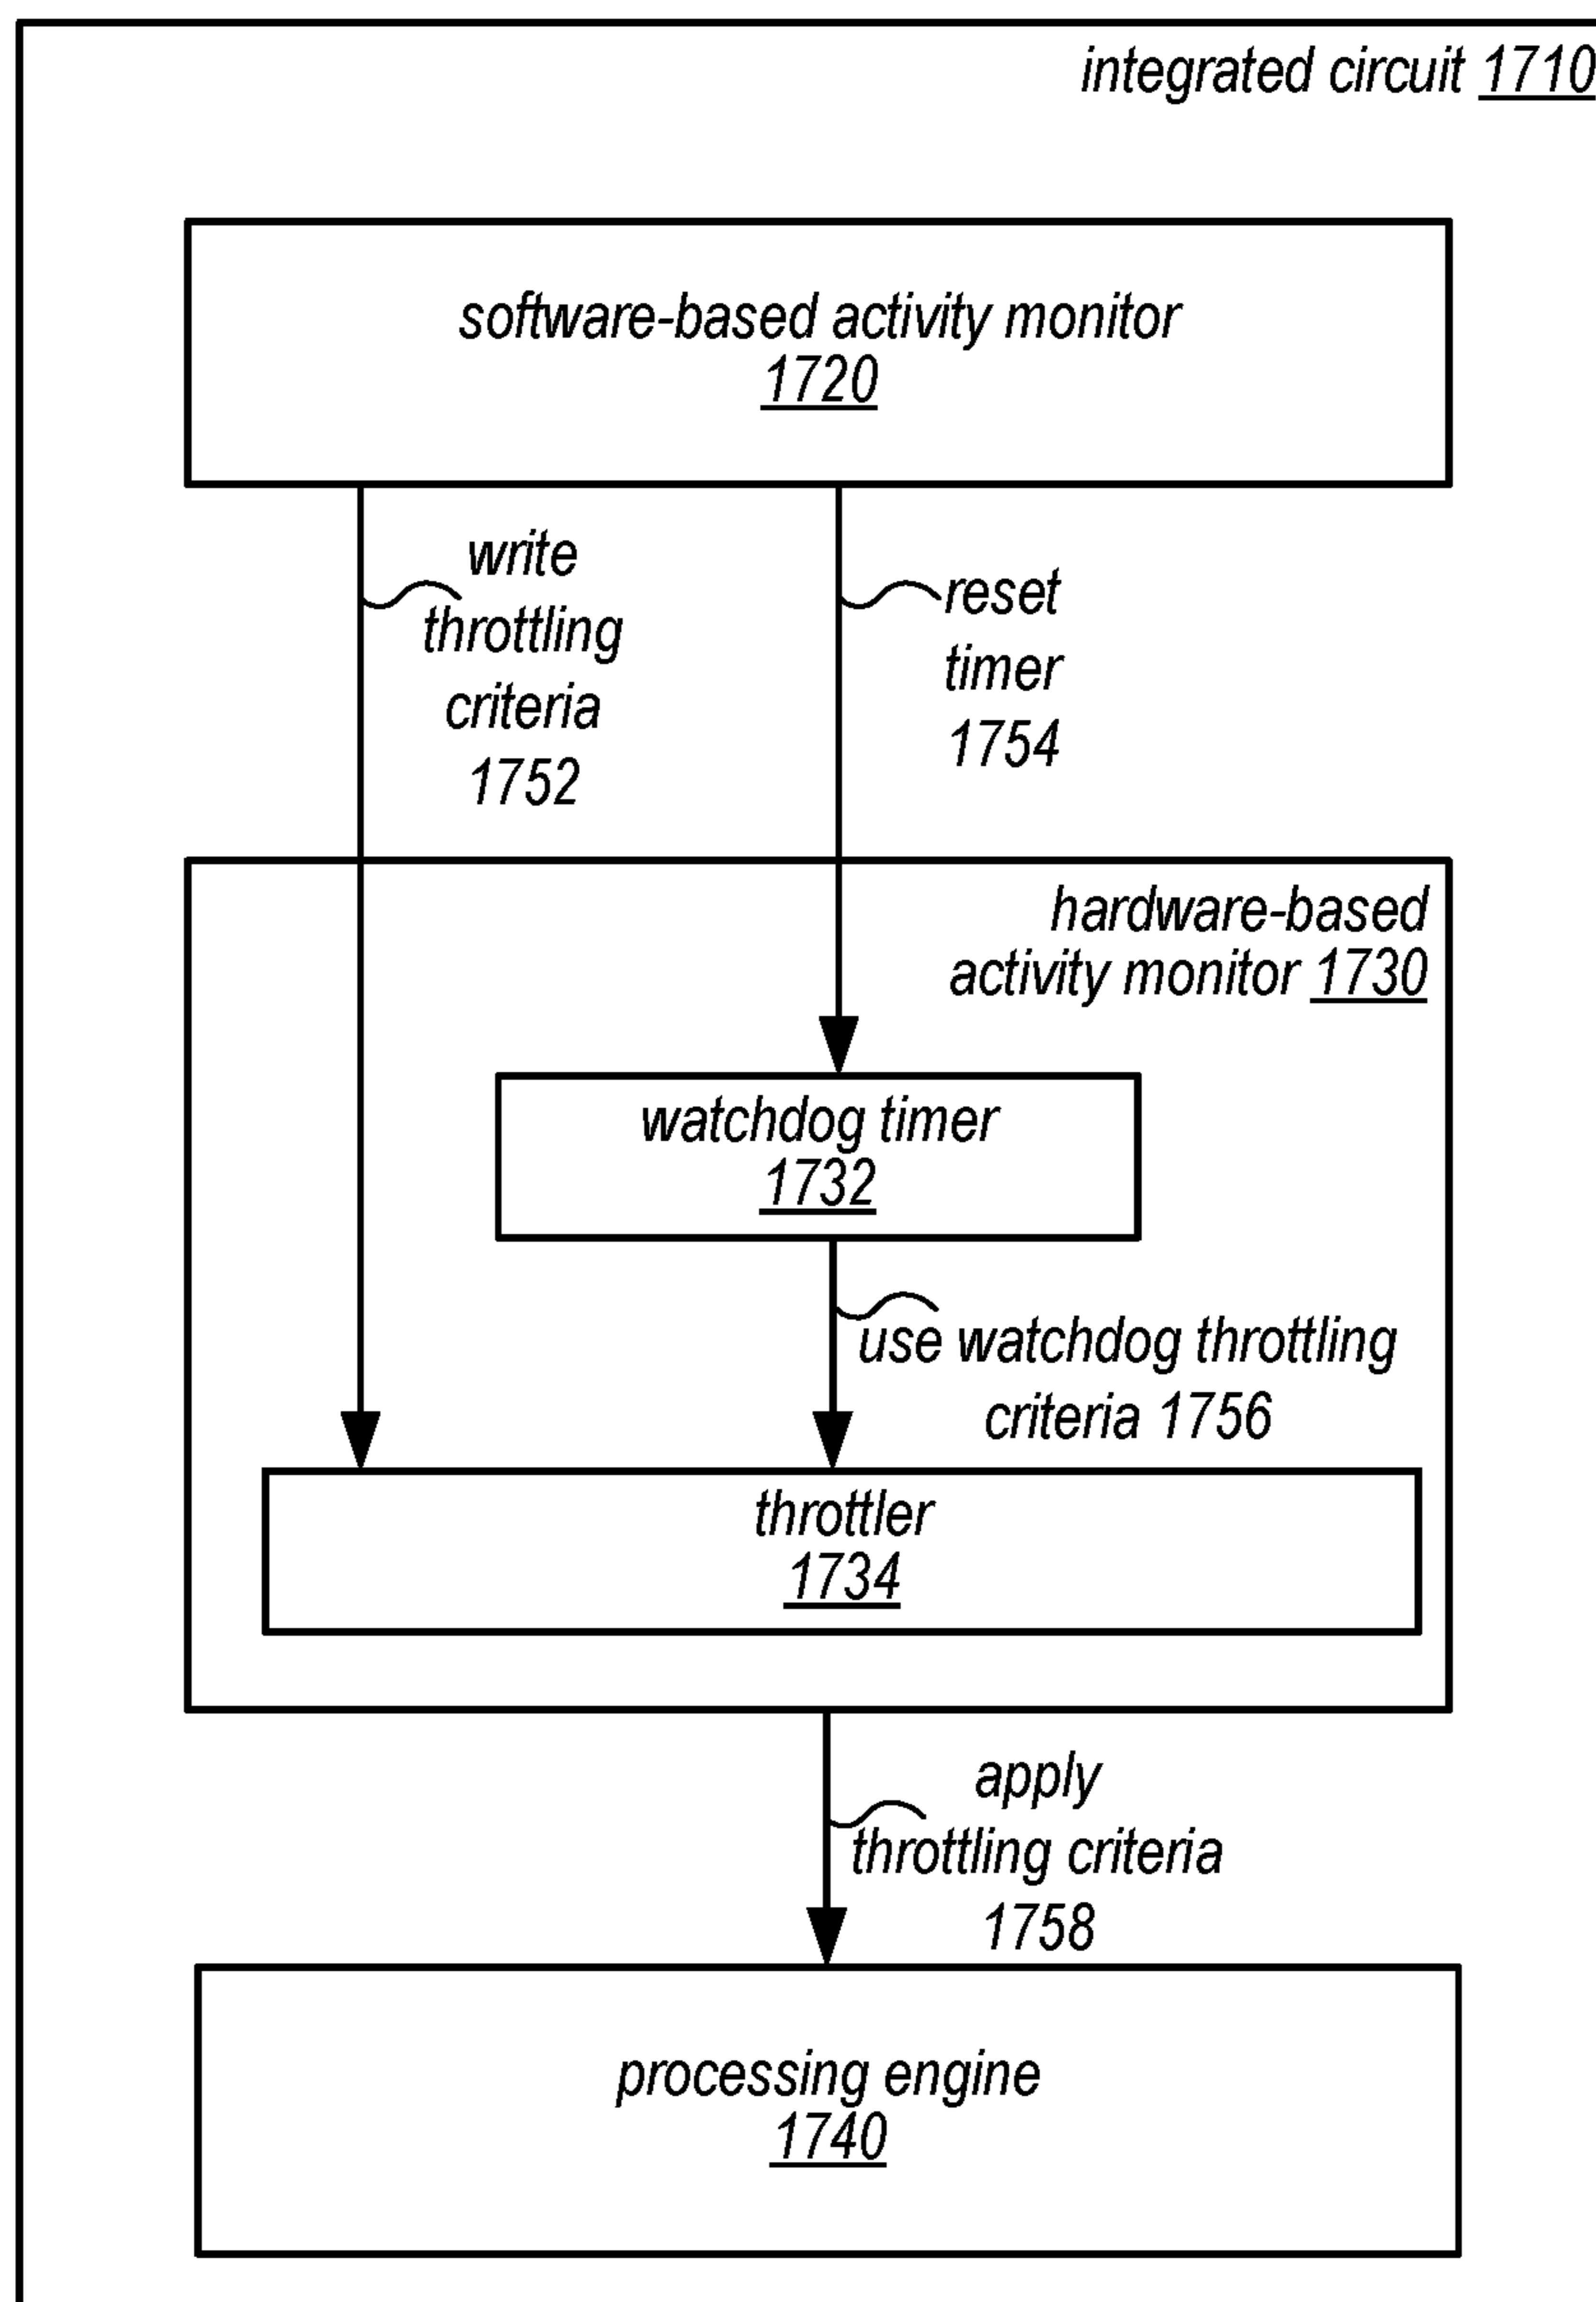 integrated circuit 1710
software-based activity monitor
1720
write
throttling
criteria
1752
reset
timer
1754
hardware-based
activity monitor 1730
watchdog timer
1732
use watchdog throttling
criteria 1756
throttler
1734
apply
throttling criteria
1758
processing engine
1740